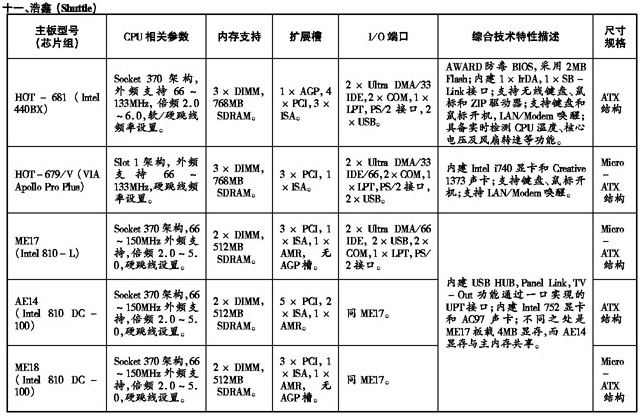 十一、浩鑫 (Shuttle)
主板型号
(芯片组)
CPU 相关参数
内存支持
扩展槽
I/O 端口
综合技术特性描述
尺寸
规格
HOT - 681 (Intel
440BX)
Socket 370 架构,
外频支持 66 ~
133MHz, 倍频 2.0
~6.0, 软/硬跳线
频率设置。
3 × DIMM,
768MB
SDRAM。
1 × AGP, 4
× PCI, 3 ×
ISA。
2 × Ultra DMA/33
IDE, 2 × COM, 1 ×
LPT, PS/2 接口, 2
× USB。
AWARD 防毒 BIOS, 采用 2MB
Flash; 内建 1 × IrDA, 1 × SB -
Link 接口; 支持无线键盘、鼠
标和 ZIP 驱动器; 支持键盘和
鼠标开机, LAN/Modem 唤醒;
具备实时检测 CPU 温度、核心
电压及风扇转速等功能。
ATX
结构
HOT-679/V (VIA
Apollo Pro Plus)
Slot 1 架构, 外频
支持 66 ~
133MHz, 硬跳线频
率设置。
3 × DIMM,
768MB
SDRAM。
3 × PCI, 1
× ISA。
2 × Ultra DMA/33
IDE/66, 2 × COM, 1
× LPT, PS/2 接口,
2 × USB。
内建 Intel i740 显卡和 Creative
1373 声卡; 支持键盘、鼠标开
机; 支持 LAN/Modem 唤醒。
Micro
-
ATX
结构
ME17
(Intel 810 - L)
Socket 370 架构, 66
~ 150MHz 外频支
持, 倍频 2.0 ~ 5.
0, 硬跳线设置。
2 × DIMM,
512MB
SDRAM。
3 × PCI, 1
× ISA, 1 ×
AMR, 无
AGP 槽。
2 × Ultra DMA/66
IDE, 2 × USB, 2 ×
COM, 1 × LPT, PS/
2 接口。
内建 USB HUB, Panel Link, TV
- Out 功能通过一口实现的
UPT 接口; 内建 Intel 752 显卡
和 AC97 声卡; 不同之处是
ME17 板载 4MB 显存, 而 AE14
显存与主内存共享。
Micro
-
ATX
结构
AE14
(Intel 810 DC -
100)
Socket 370 架构, 66
~ 150MHz 外频支
持, 倍频 2.0 ~ 5.
0, 硬跳线设置。
2 × DIMM,
512MB
SDRAM。
5 × PCI, 2
× ISA, 1 ×
AMR。
同 ME17。
ATX
结构
ME18
(Intel 810 DC -
100)
Socket 370 架构, 66
~ 150MHz 外频支
持, 倍频 2.0 ~ 5.
0, 硬跳线设置。
2 × DIMM,
512MB
SDRAM。
3 × PCI, 1
× ISA, 1 ×
AMR, 无
AGP 槽。
同 ME17。
Micro
-
ATX
结构